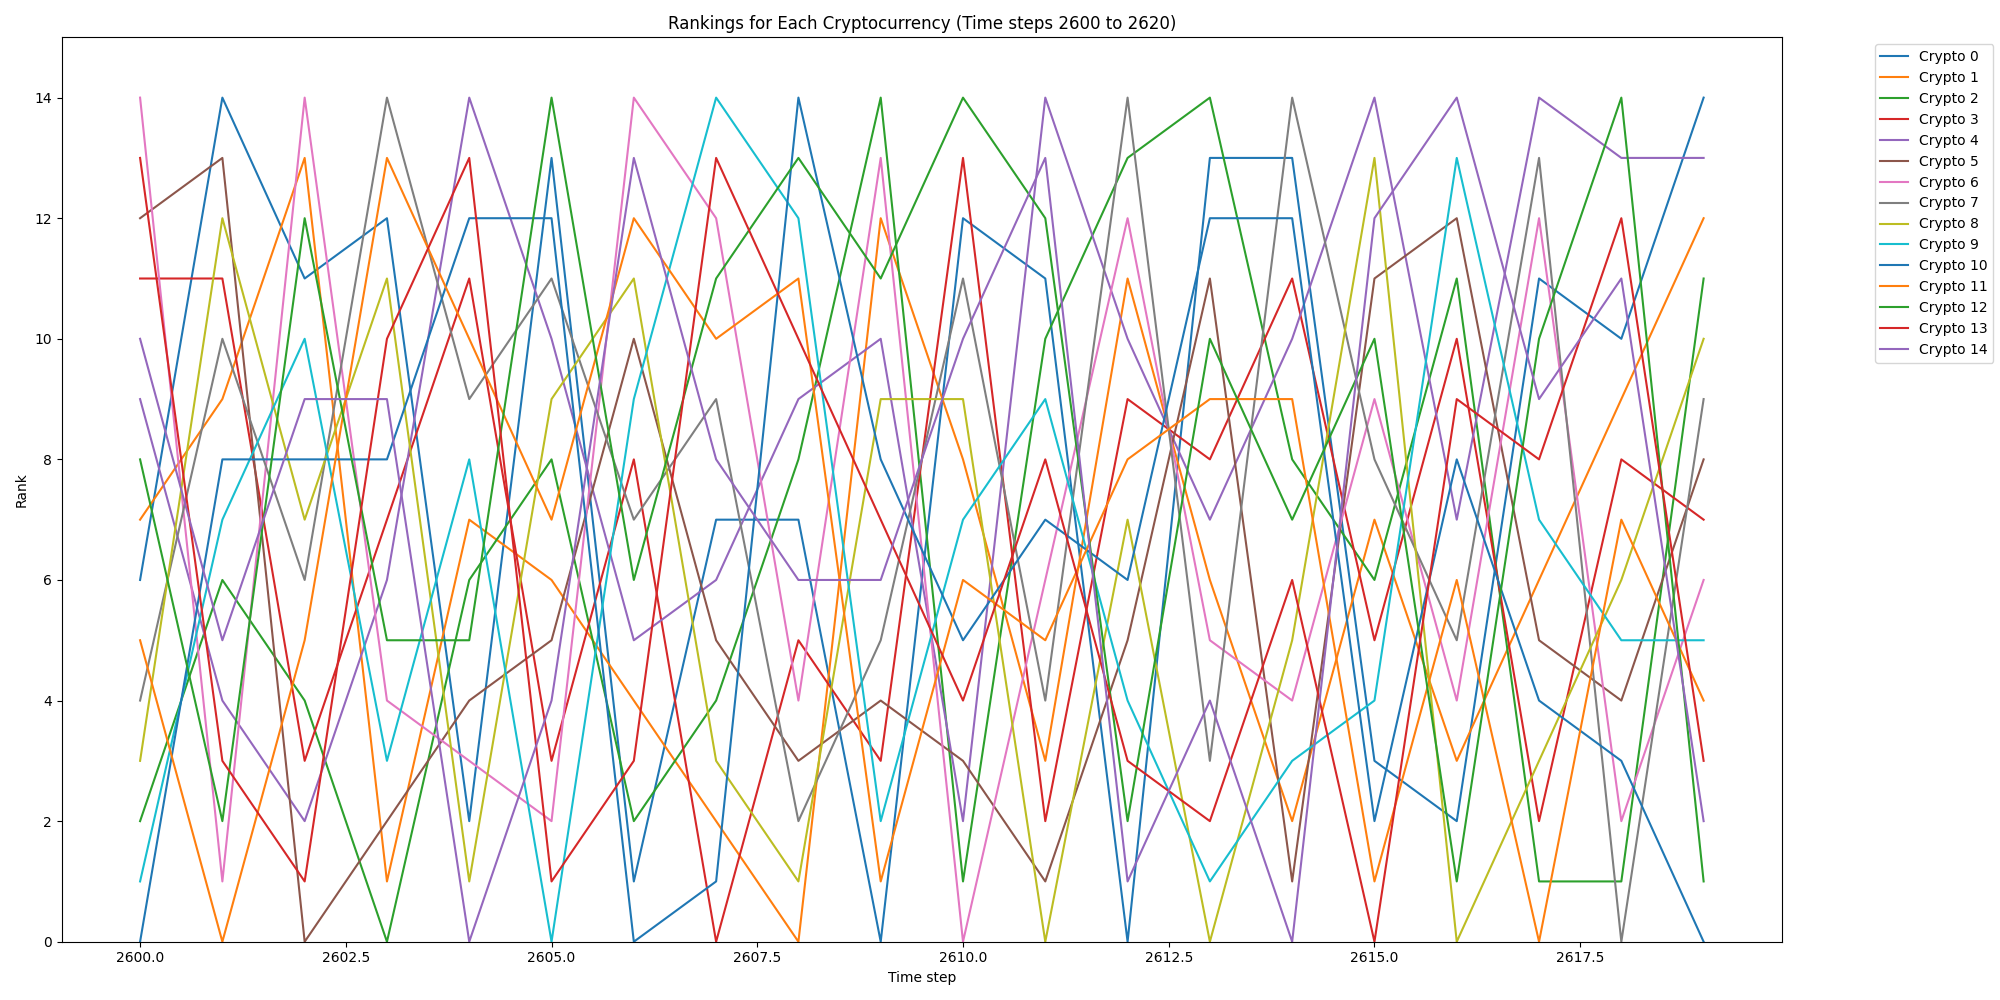 Rankings for Each Cryptocurrency (Time steps 2600 to 2620)
Rank
14
12
10
8
6
4
2
0
2600.0
2602.5
2605.0
2607.5
2610.0
2612.5
2615.0
2617.5
Time step
Crypto 0
Crypto 1
Crypto 2
Crypto 3
Crypto 4
Crypto 5
Crypto 6
Crypto 7
Crypto 8
Crypto 9
Crypto 10
Crypto 11
Crypto 12
Crypto 13
Crypto 14